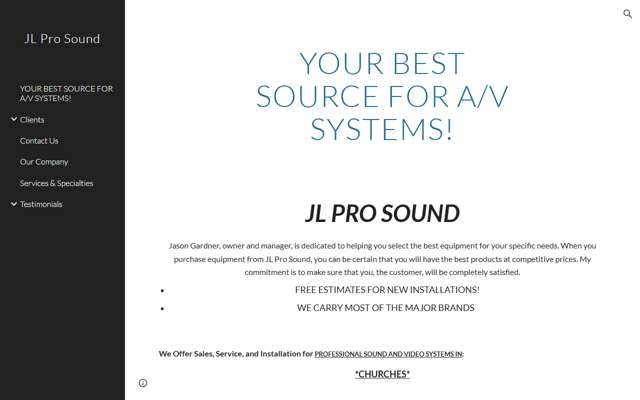 JL Pro Sound
YOUR BEST SOURCE FOR
A/V SYSTEMS!
Clients
Contact Us
Our Company
Services & Specialties
Testimonials
YOUR BEST
SOURCE FOR A/V
SYSTEMS!
JL PRO SOUND
Jason Gardner, owner and manager, is dedicated to helping you select the best equipment for your specific needs. When you
purchase equipment from JL Pro Sound, you can be certain that you will have the best products at competitive prices. My
commitment is to make sure that you, the customer, will be completely satisfied.
• FREE ESTIMATES FOR NEW INSTALLATIONS!
• WE CARRY MOST OF THE MAJOR BRANDS
We Offer Sales, Service, and Installation for PROFESSIONAL SOUND AND VIDEO SYSTEMS IN:
*CHURCHES*